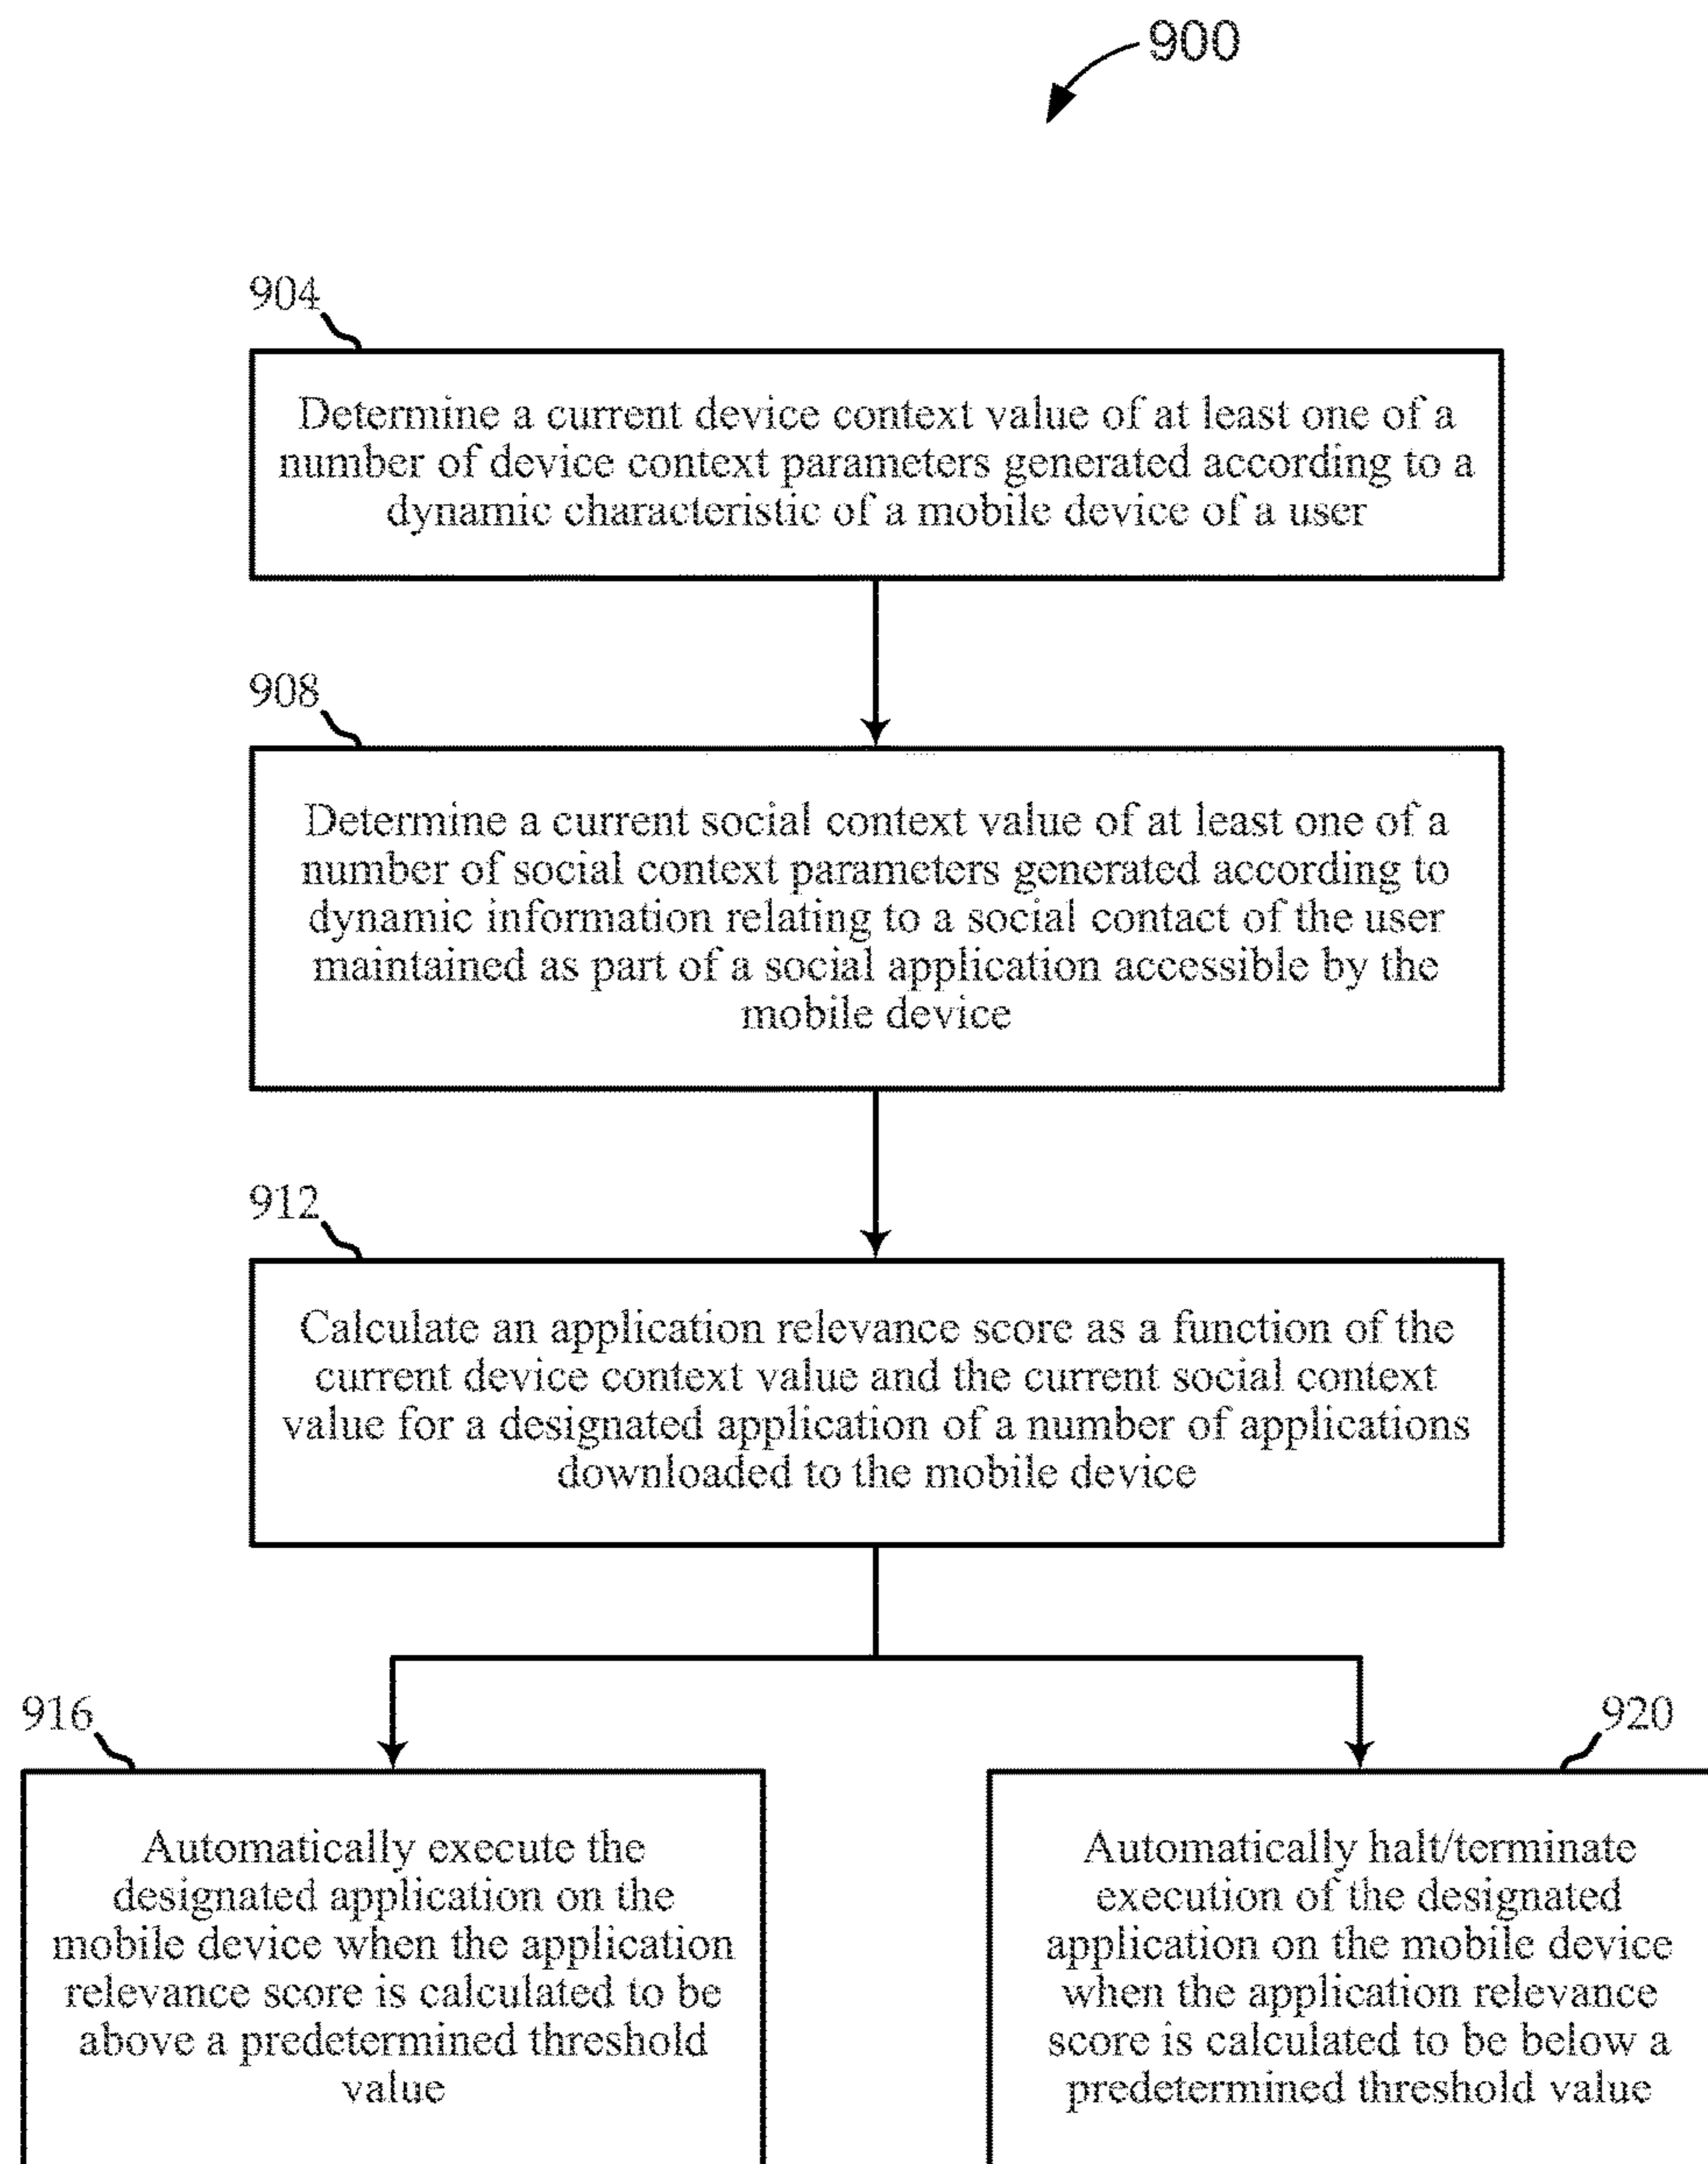 900
904
Determine a current device context value of at least one of a
number of device context parameters generated according to a
dynamic characteristic of a mobile device of a user
908
Determine a current social context value of at least one of a
number of social context parameters generated according to
dynamic information relating to a social contact of the user
maintained as part of a social application accessible by the
mobile device
912
Calculate an application relevance score as a function of the
current device context value and the current social context
value for a designated application of a number of applications
downloaded to the mobile device
916
Automatically execute the
designated application on the
mobile device when the application
relevance score is calculated to be
above a predetermined threshold
value
920
Automatically halt/terminate
execution of the designated
application on the mobile device
when the application relevance
score is calculated to be below a
predetermined threshold value